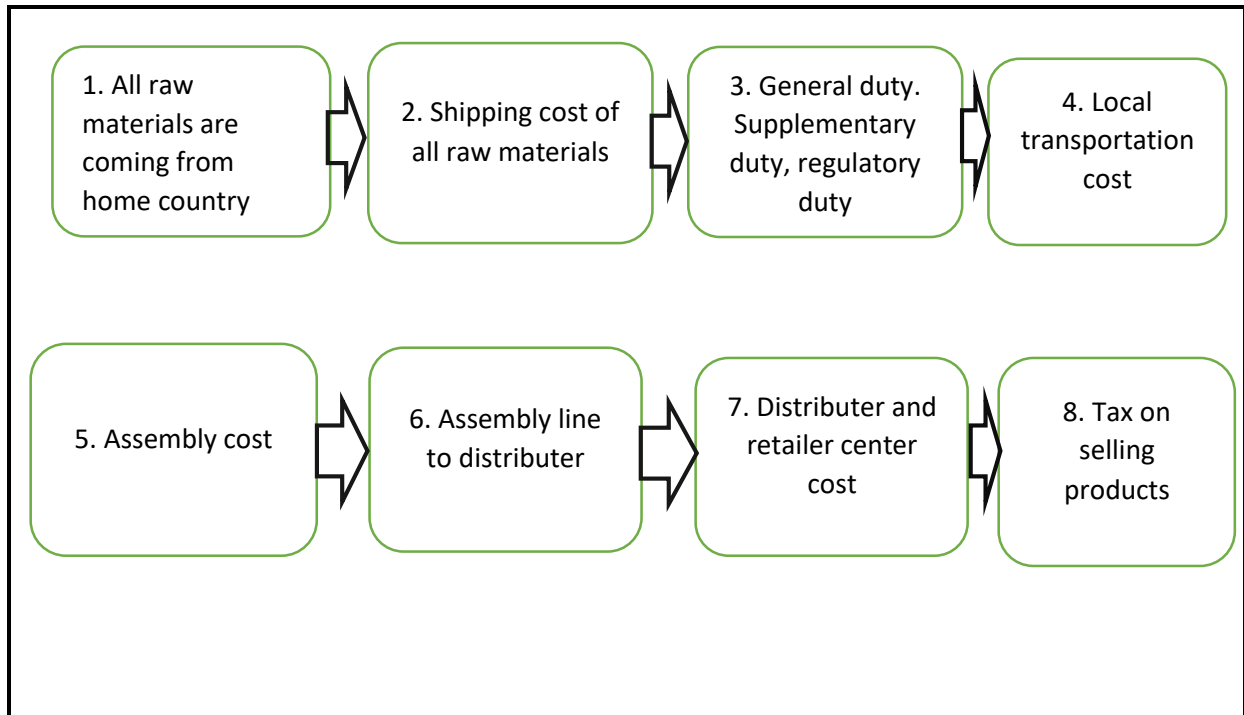 1. All raw
materials are
coming from
home country
2. Shipping cost of
all raw materials
3. General duty.
Supplementary
duty, regulatory
duty
4. Local
transportation
cost
5. Assembly cost
6. Assembly line
to distributer
7. Distributer and
retailer center
cost
8. Tax on
selling
products